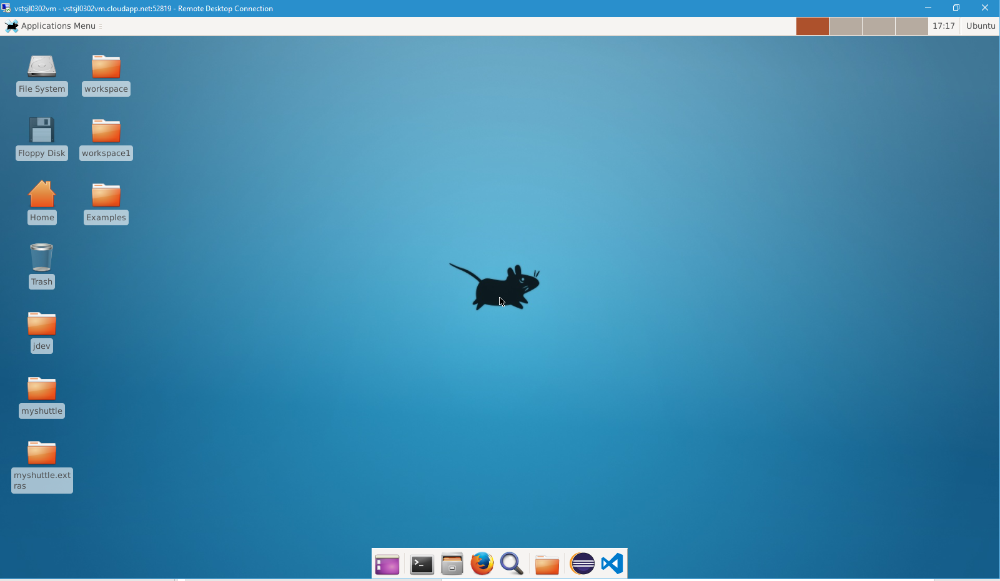 vstsjl0302vm - vstsjl0302vm.cloudapp.net:52819 - Remote Desktop Connection
Applications Menu
17:17
Ubuntu
File System
workspace
Floppy Disk
workspace1
Home
Examples
Trash
jdev
myshuttle
myshuttle.ext
ras
>_